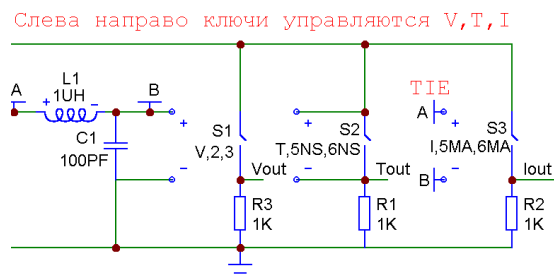 Слева направо ключи управляются V,T,I
TIE
A L1 B A
+ - + + +
1UH S1 S2 S3
C1 V,2,3 T,5NS,6NS I,5MA,6MA
100PF Vout Tout B Iout
- - -
R3 R1 R2
1K 1K 1K